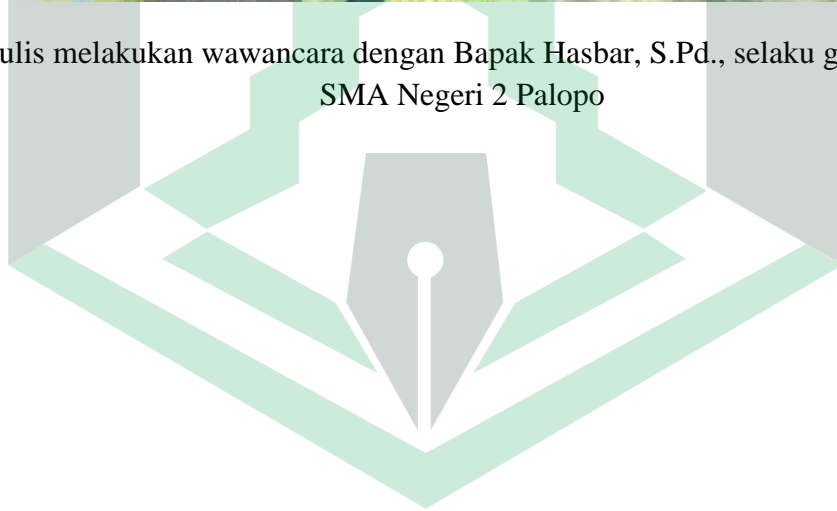 ulis melakukan wawancara dengan Bapak Hasbar, S.Pd., selaku g
SMA Negeri 2 Palopo